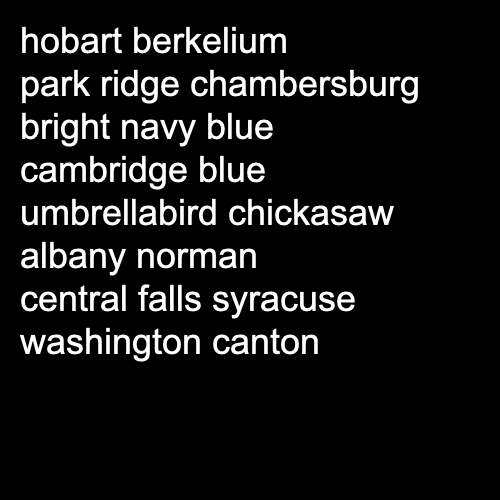 hobart berkelium
park ridge chambersburg
bright navy blue
cambridge blue
umbrellabird chickasaw
albany norman
central falls syracuse
washington canton